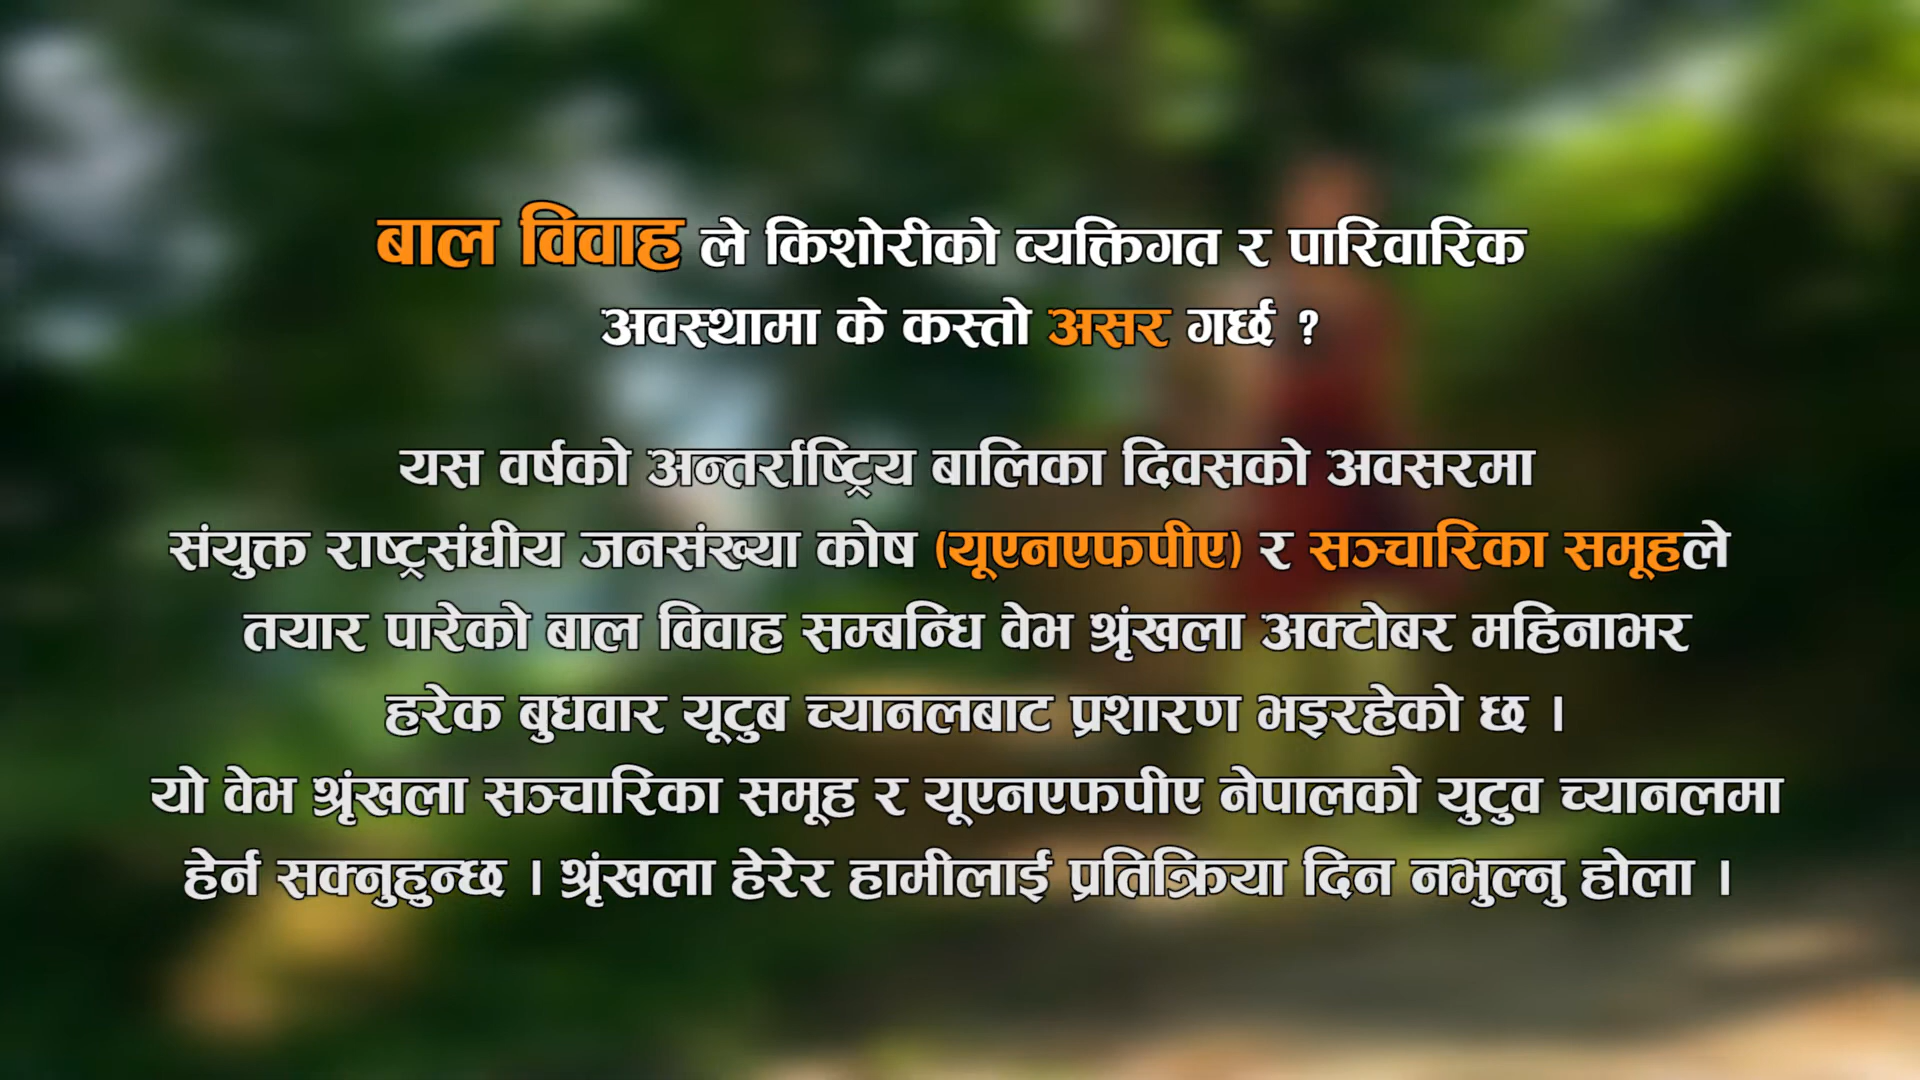 बाल विवाह ले किशोरीको व्यक्तिगत र पारिवारिक
अवस्थामा के कस्तो असर गर्छ ?
यस वर्षको अन्तर्राष्ट्रिय बालिका दिवसको अवसरमा
संयुक्त राष्ट्रसंघीय जनसंख्या कोष (यूएनएफपीए) र सञ्चारिका समूहले
तयार पारेको बाल विवाह सम्बन्धि वेभ श्रृंखला अक्टोबर महिनाभर
हरेक बुधवार यूटुब च्यानलबाट प्रशारण भइरहेको छ ।
यो वेभ श्रृंखला सञ्चारिका समूह र यूएनएफपीए नेपालको युटुव च्यानलमा
हेर्न सक्नुहुन्छ । श्रृंखला हेरेर हामीलाई प्रतिक्रिया दिन नभुल्नु होला ।